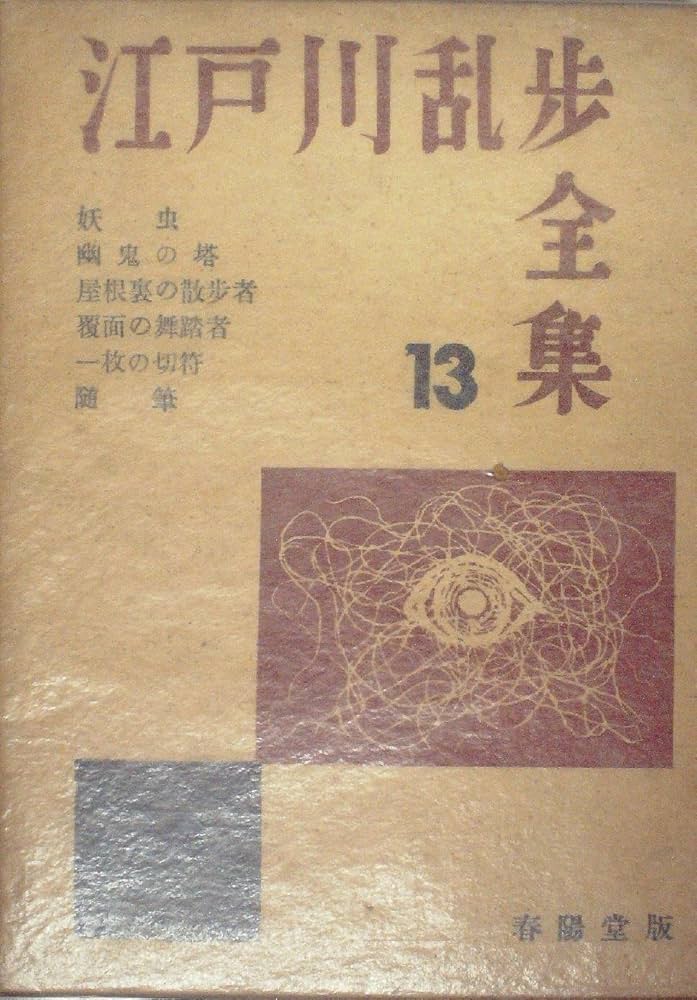 江戸川乱歩全集
妖虫
幽鬼の塔
屋根裏の散歩者
覆面の舞踏者
一枚の切符
随筆
13
春陽堂版